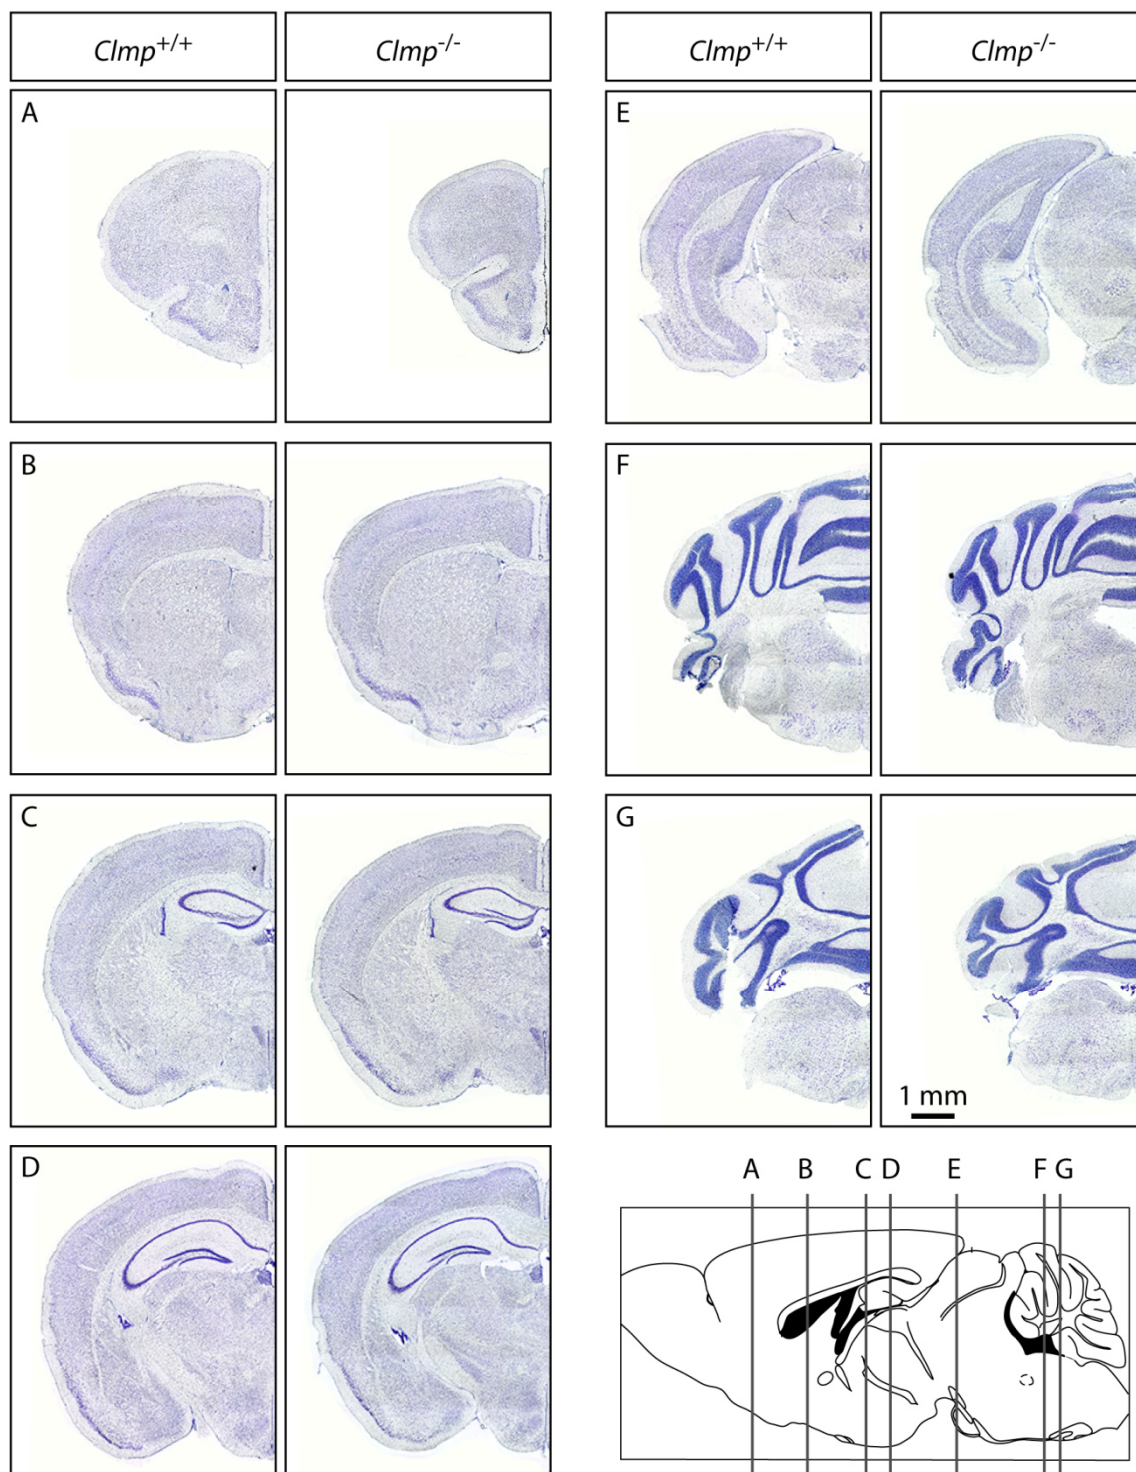 Clmp+/+ Clmp-/- Clmp+/+ Clmp-/-
A
E
B
F
C
G
1 mm
D
A B C D E F G